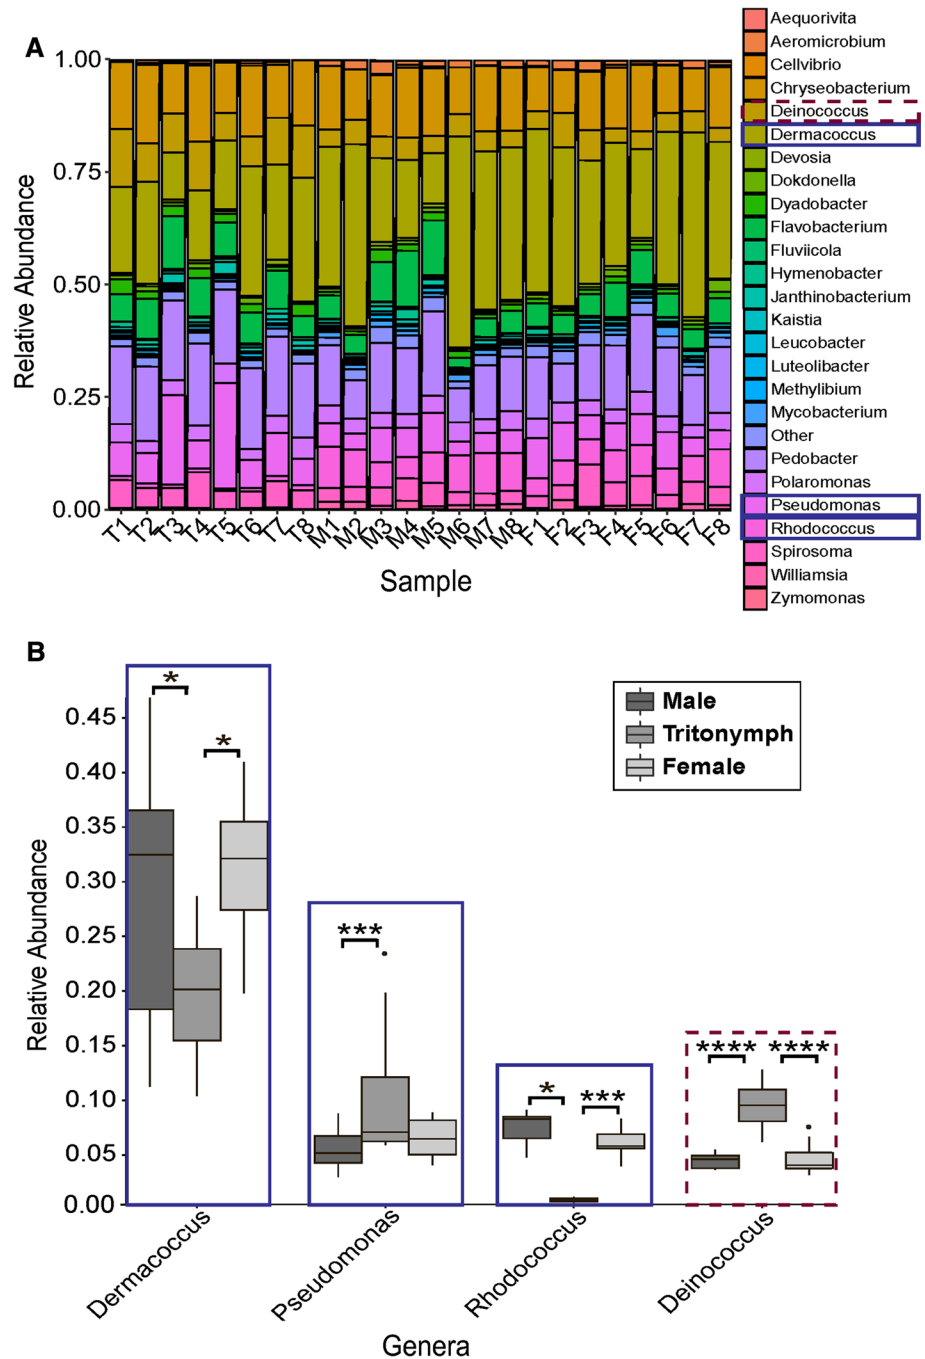 A
1.00
0.75
0.50
0.25
0.00
Relative Abundance
T1 T2 T3 T4 T5 T6 T7 T8 M1 M2 M3 M4 M5 M6 M7 M8 F1 F2 F3 F4 F5 F6 F7 F8
Sample
Aequorivita
Aeromicrobium
Cellvibrio
Chryseobacterium
Deinococcus
Dermacoccus
Devosia
Dokdonella
Dyadobacter
Flavobacterium
Fluviicola
Hymenobacter
Janthinobacterium
Kaistia
Leucobacter
Luteolibacter
Methylibium
Mycobacterium
Other
Pedobacter
Polaromonas
Pseudomonas
Rhodococcus
Spirosoma
Williamsia
Zymomonas
B
0.45
0.40
0.35
0.30
0.25
0.20
0.15
0.10
0.05
0.00
Relative Abundance
* *
***
* ***
**** ****
Male
Tritonymph
Female
Dermacoccus
Pseudomonas
Rhodococcus
Deinococcus
Genera